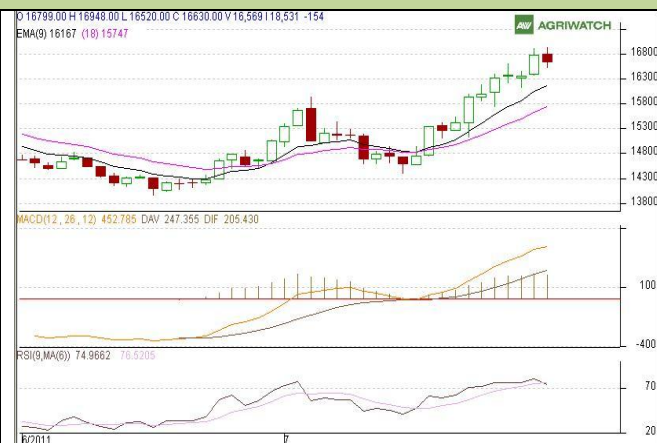 O 16799.00 H 16948.00 L 16520.00 C 16630.00 V 16,569 I 18,531 -154
EMA(9) 16167 (18) 15747
AW AGRIWATCH
16800
16300
15800
15300
14800
14300
13800
MACD(12, 26, 12) 452.785 DAV 247.355 DIF 205.430
100
-400
RSI(9,MA(6)) 74.9662 76.5205
70
20
6/2011 7